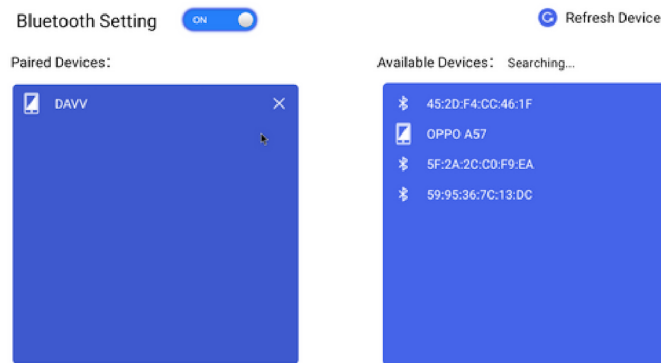 Bluetooth Setting ON
Refresh Device
Paired Devices:
DAVV
Available Devices: Searching...
45:2D:F4:CC:46:1F
OPPO A57
5F:2A:2C:C0:F9:EA
59:95:36:7C:13:DC